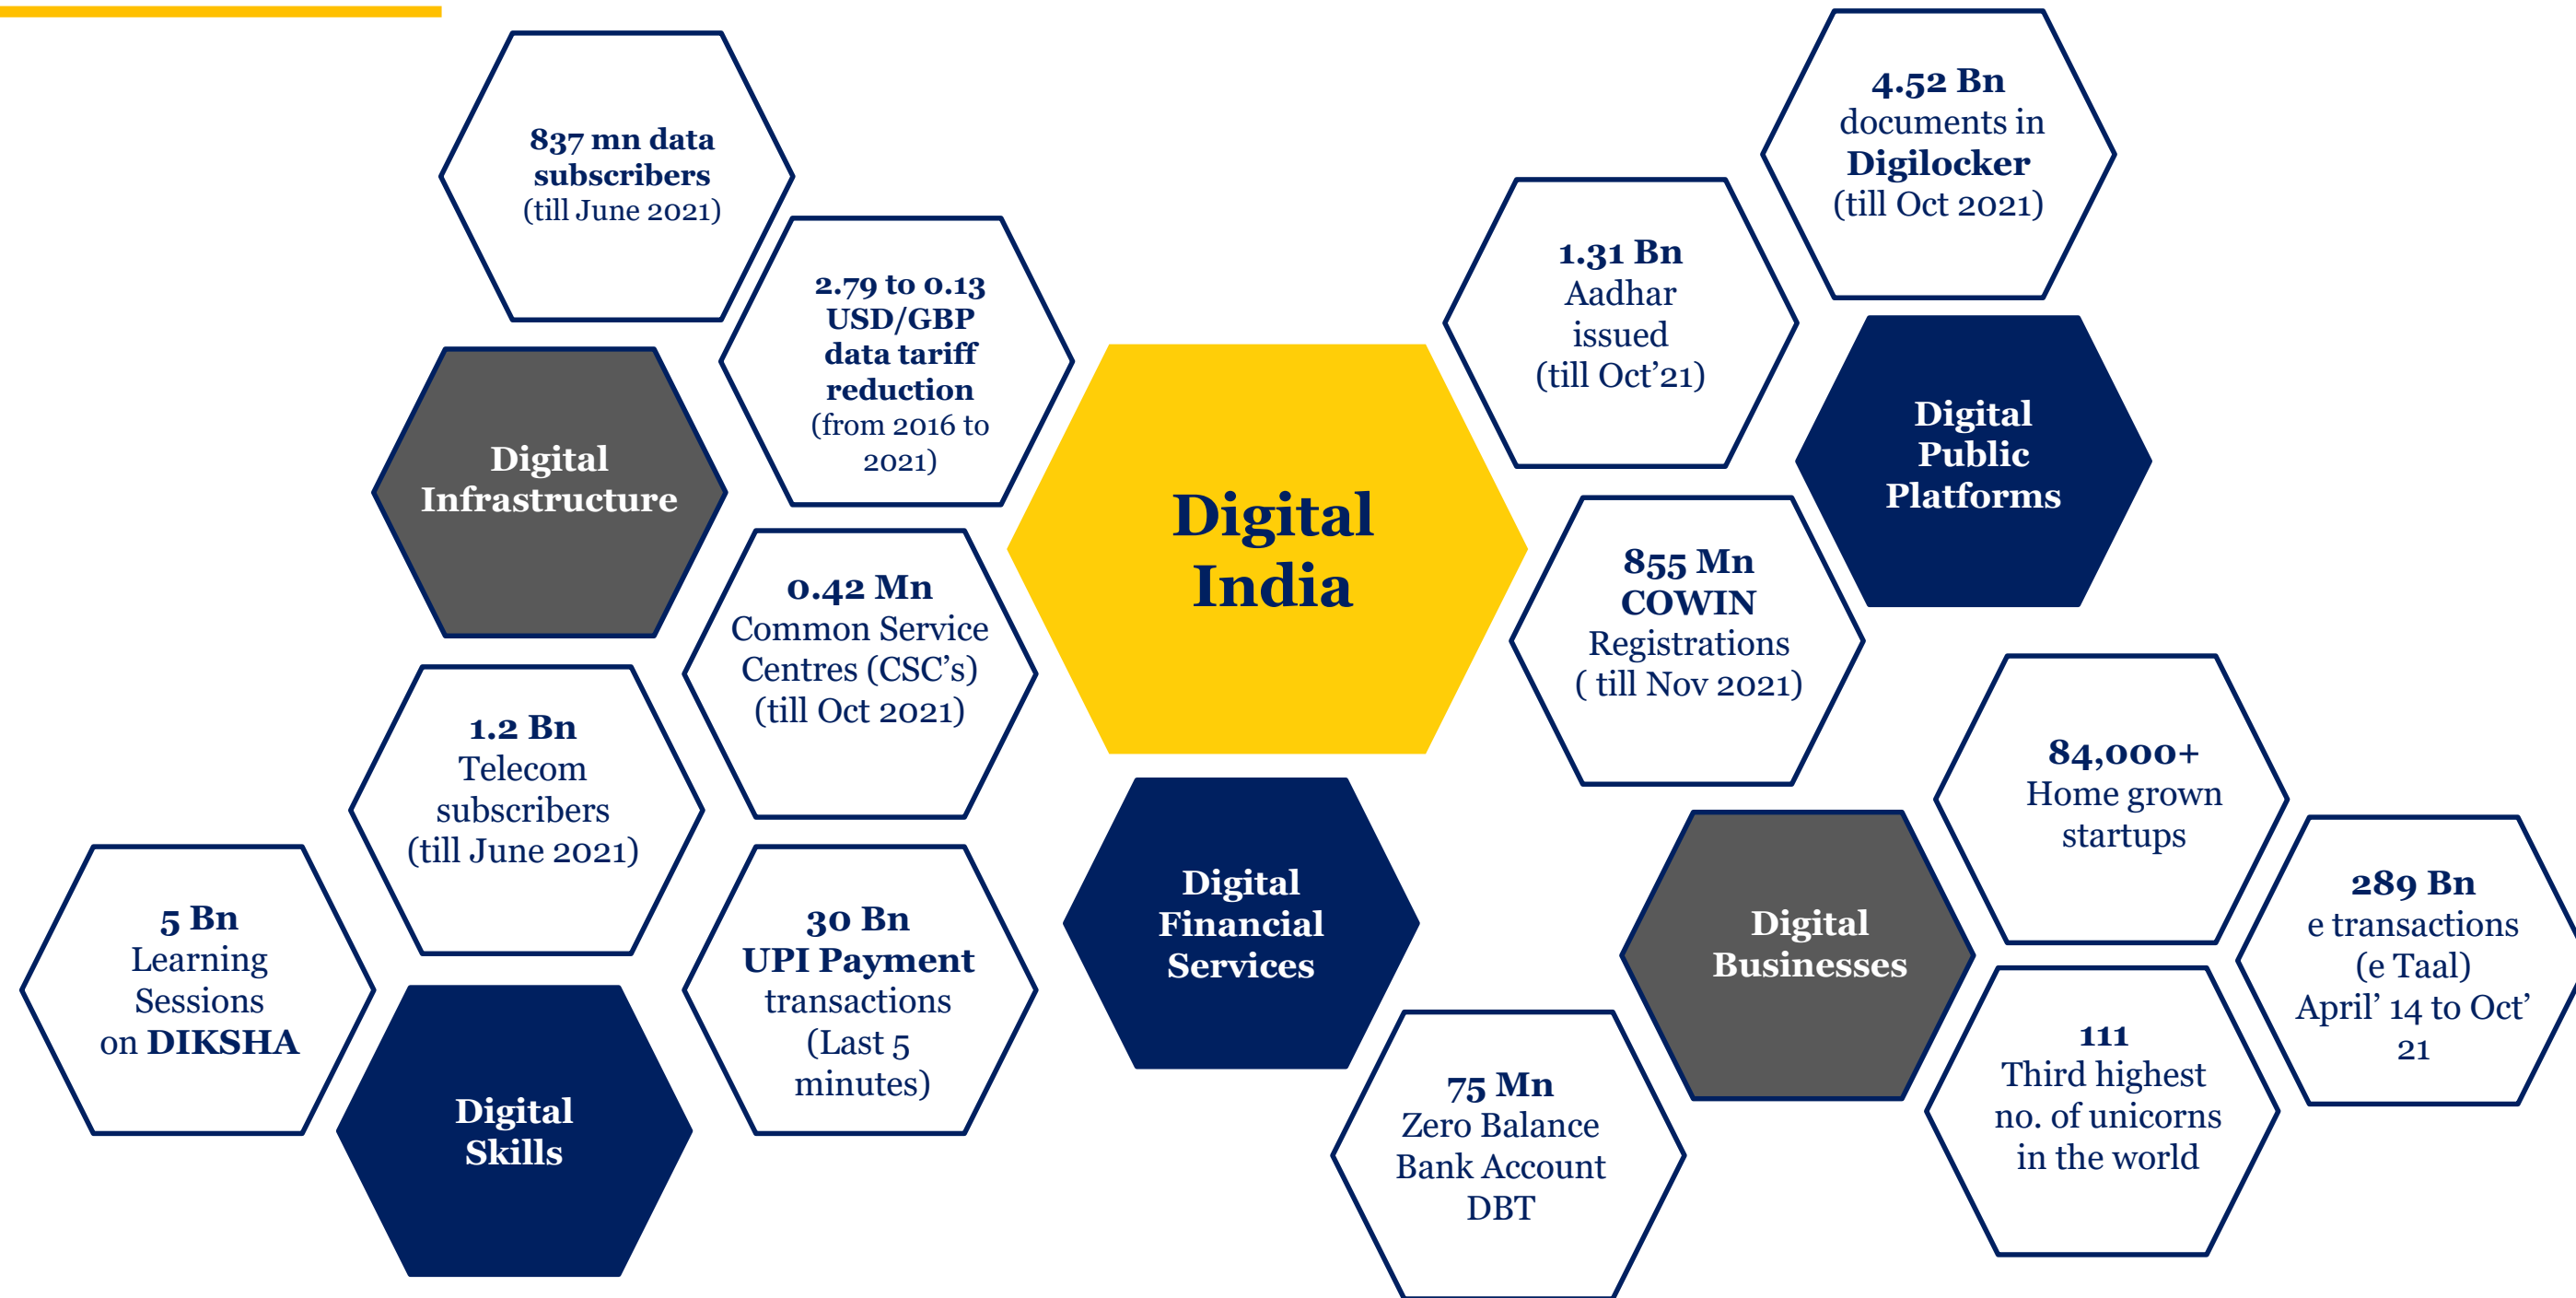 837 mn data
subscribers
(till June 2021)
2.79 to 0.13
USD/GBP
data tariff
reduction
(from 2016 to
2021)
Digital
Infrastructure
0.42 Mn
Common Service
Centres (CSC’s)
(till Oct 2021)
1.2 Bn
Telecom
subscribers
(till June 2021)
5 Bn
Learning
Sessions
on DIKSHA
Digital
Skills
30 Bn
UPI Payment
transactions
(Last 5
minutes)
Digital
India
Digital
Financial
Services
75 Mn
Zero Balance
Bank Account
DBT
4.52 Bn
documents in
Digilocker
(till Oct 2021)
1.31 Bn
Aadhar
issued
(till Oct’21)
Digital
Public
Platforms
855 Mn
COWIN
Registrations
( till Nov 2021)
84,000+
Home grown
startups
Digital
Businesses
289 Bn
e transactions
(e Taal)
April’ 14 to Oct’
21
111
Third highest
no. of unicorns
in the world